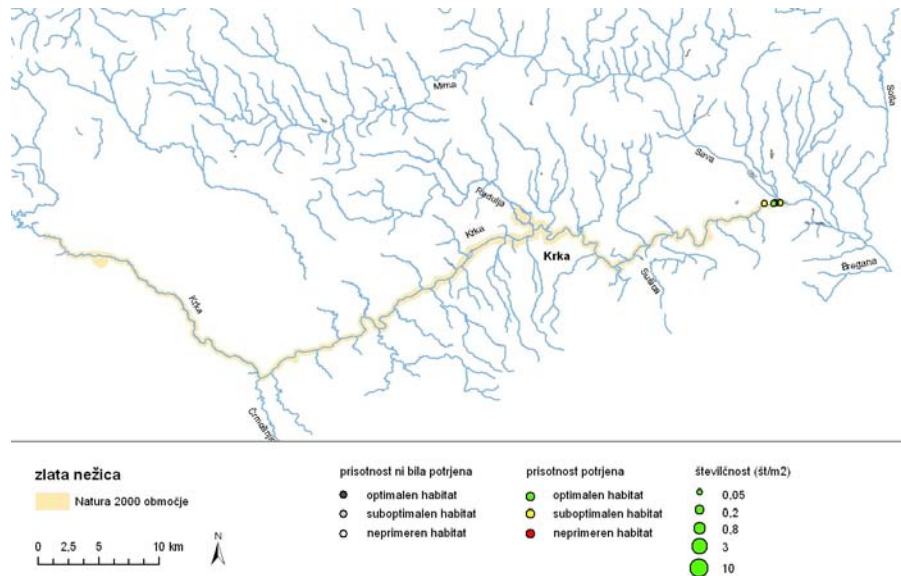 Mirna
Sotla
Sava
Radulja
Krka
Krka
Sušica
Bregana
Krka
zlata nežica
Natura 2000 območje
0 2,5 5 10 km
N
prisotnost ni bila potrjena
optimalen habitat
suboptimalen habitat
neprimeren habitat
prisotnost potrjena
optimalen habitat
suboptimalen habitat
neprimeren habitat
številčnost (št/m2)
0,05
0,2
0,8
3
10